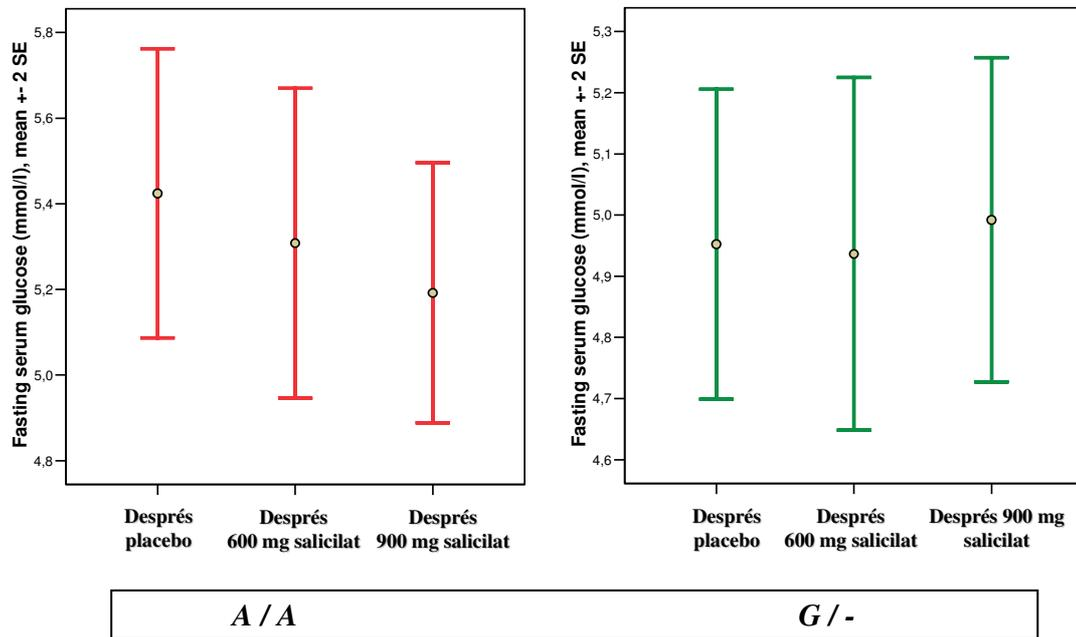 Fasting serum glucose (mmol/l), mean +- 2 SE
5,8
5,6
5,4
5,2
5,0
4,8
Després
placebo
Després
600 mg salicilat
Després
900 mg salicilat
Fasting serum glucose (mmol/l), mean +- 2 SE
5,3
5,2
5,1
5,0
4,9
4,8
4,7
4,6
Després
placebo
Després
600 mg salicilat
Després 900 mg
salicilat
A / A
G / -